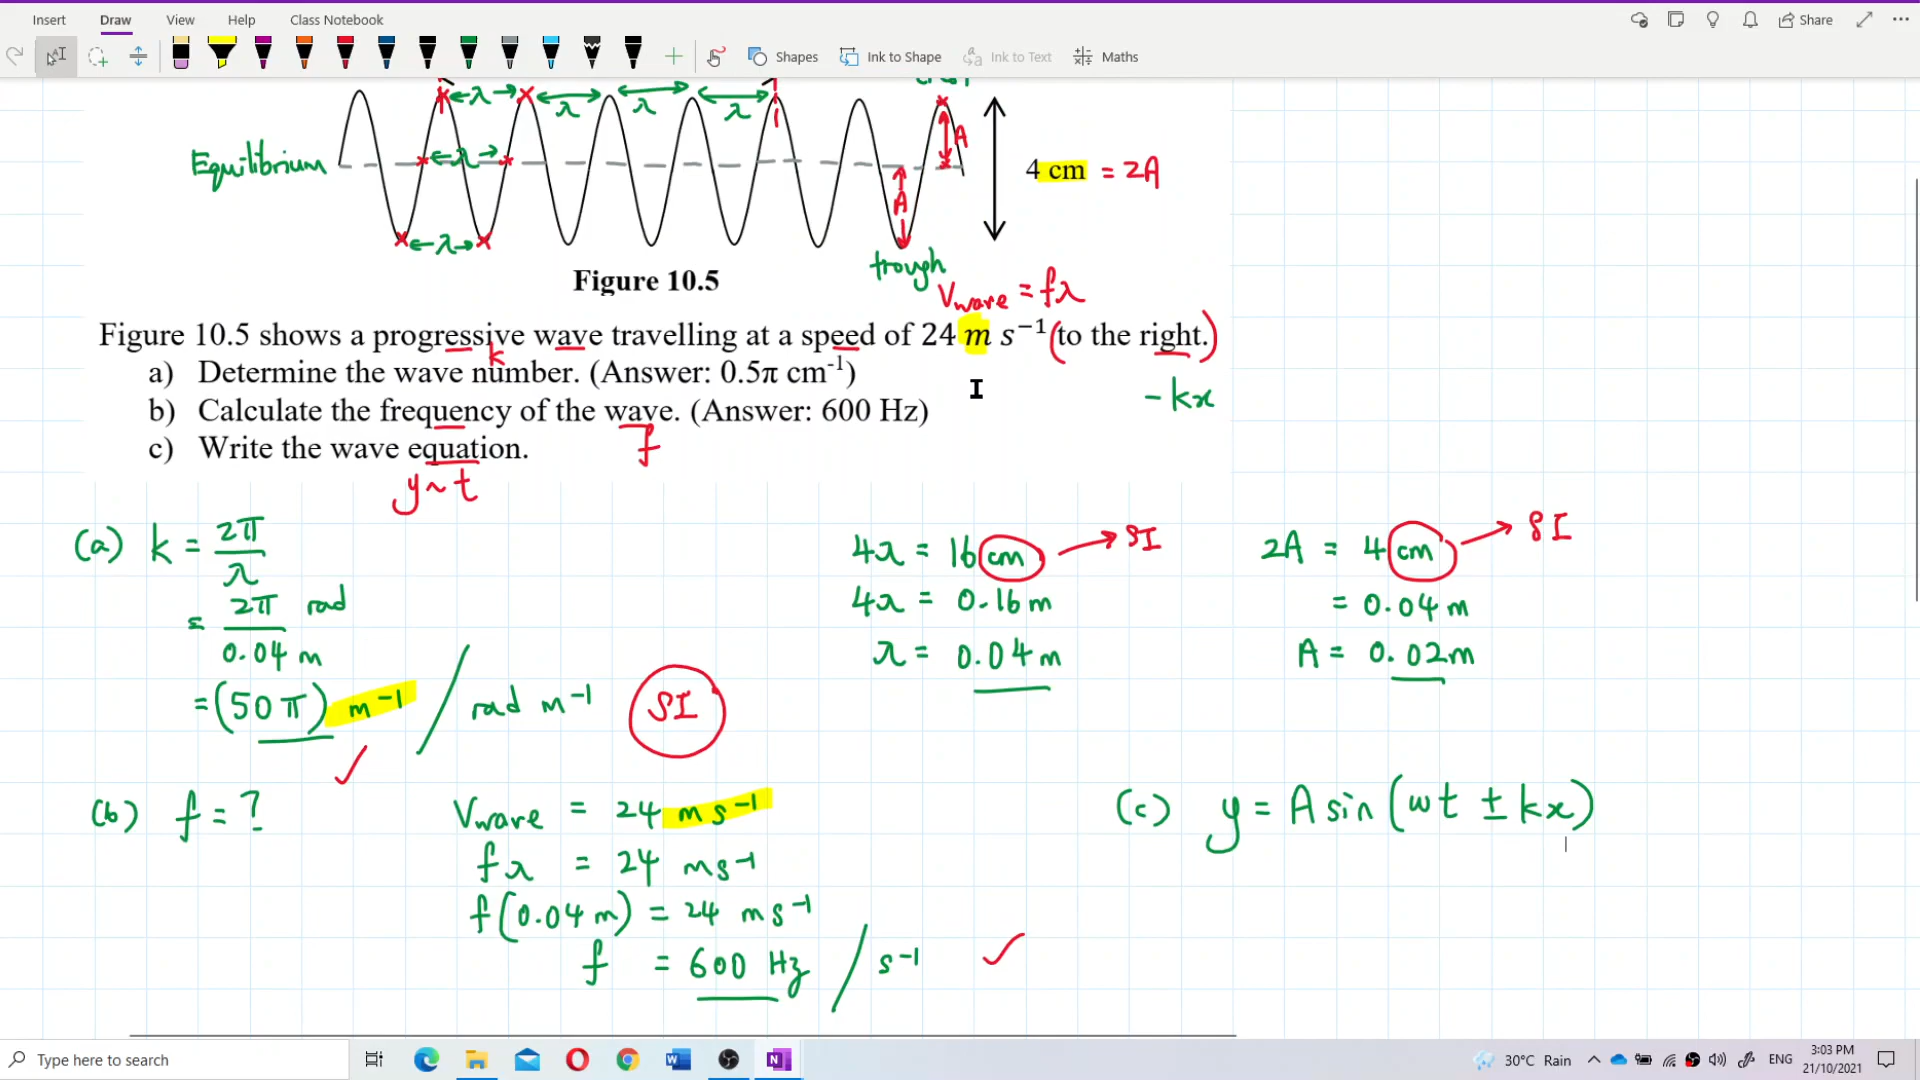 Insert Draw View Help Class Notebook Share
Shapes Ink to Shape Ink to Text Maths
λ λ λ λ A
Equilibrium λ 4 cm = 2A
A
λ trough
Figure 10.5 Vwave = fλ
Figure 10.5 shows a progressive wave travelling at a speed of 24 m s⁻¹ (to the right.)
k
a) Determine the wave number. (Answer: 0.5π cm⁻¹)
- kx
b) Calculate the frequency of the wave. (Answer: 600 Hz)
f
c) Write the wave equation.
y ~ t
(a) k = 2π/λ
= 2π rad / 0.04 m
= (50π) m⁻¹ / rad m⁻¹ SI
4λ = 16 cm → SI
4λ = 0.16 m
λ = 0.04 m
2A = 4 cm → SI
= 0.04 m
A = 0.02 m
(b) f = ?
Vwave = 24 m s⁻¹
fλ = 24 ms⁻¹
f(0.04 m) = 24 ms⁻¹
f = 600 Hz / s⁻¹
(c) y = A sin (ωt ± kx)
Type here to search
30°C Rain ENG 3:03 PM
21/10/2021